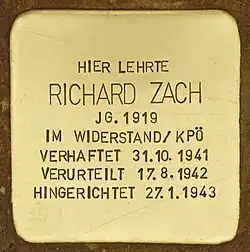 HIER LEHRTE
RICHARD ZACH
JG. 1919
IM WIDERSTAND/KPÖ
VERHAFTET 31.10.1941
VERURTEILT 17.8.1942
HINGERICHTET 27.1.1943